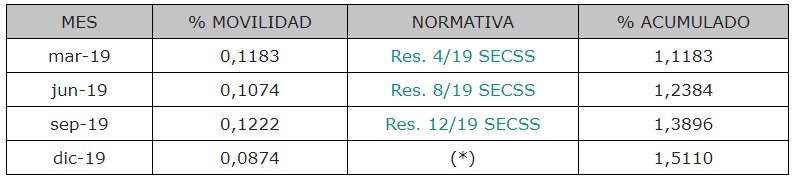 MES % MOVILIDAD NORMATIVA % ACUMULADO
mar-19 0,1183 Res. 4/19 SECSS 1,1183
jun-19 0,1074 Res. 8/19 SECSS 1,2384
sep-19 0,1222 Res. 12/19 SECSS 1,3896
dic-19 0,0874 (*) 1,5110